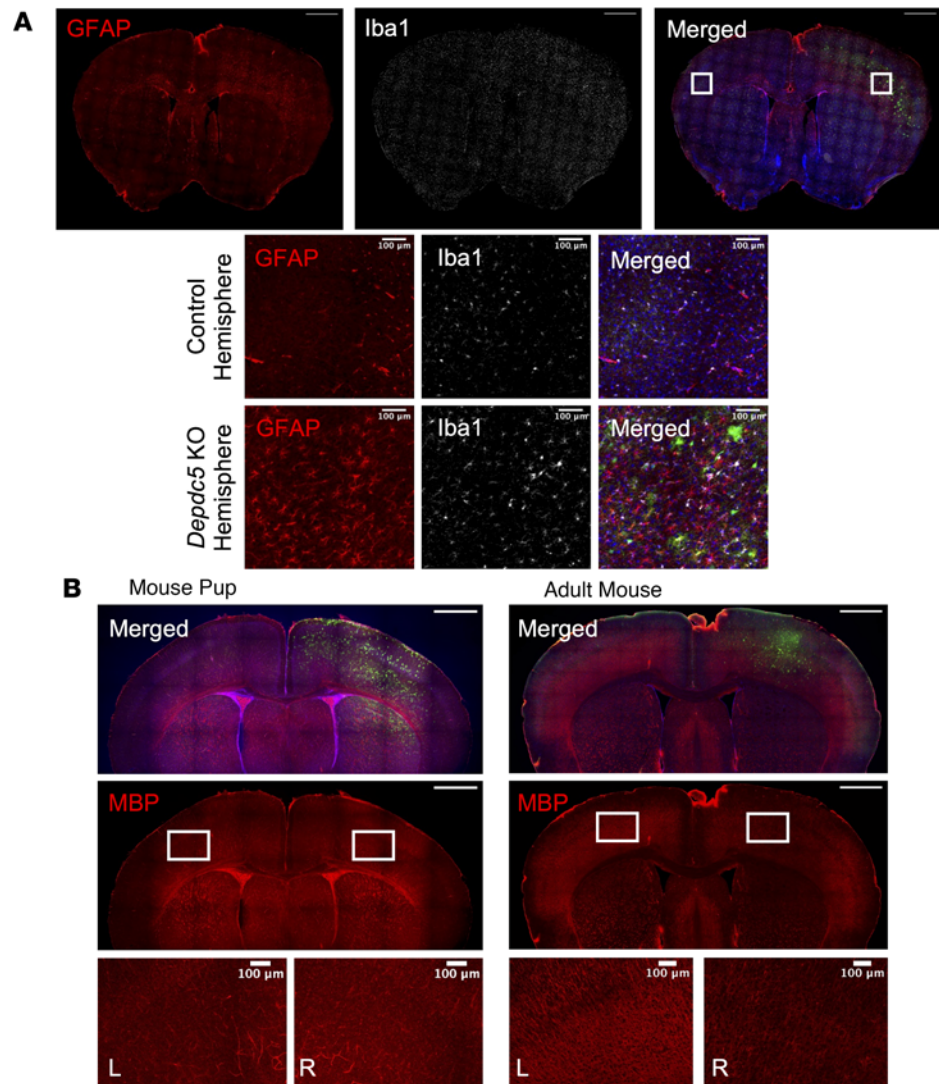 A
GFAP
Iba1
Merged
Control
Hemisphere
GFAP
100 µm
Iba1
100 µm
Merged
100 µm
Depdc5 KO
Hemisphere
GFAP
100 µm
Iba1
100 µm
Merged
100 µm
B
Mouse Pup
Adult Mouse
Merged
Merged
MBP
MBP
100 µm
L
100 µm
R
100 µm
L
100 µm
R